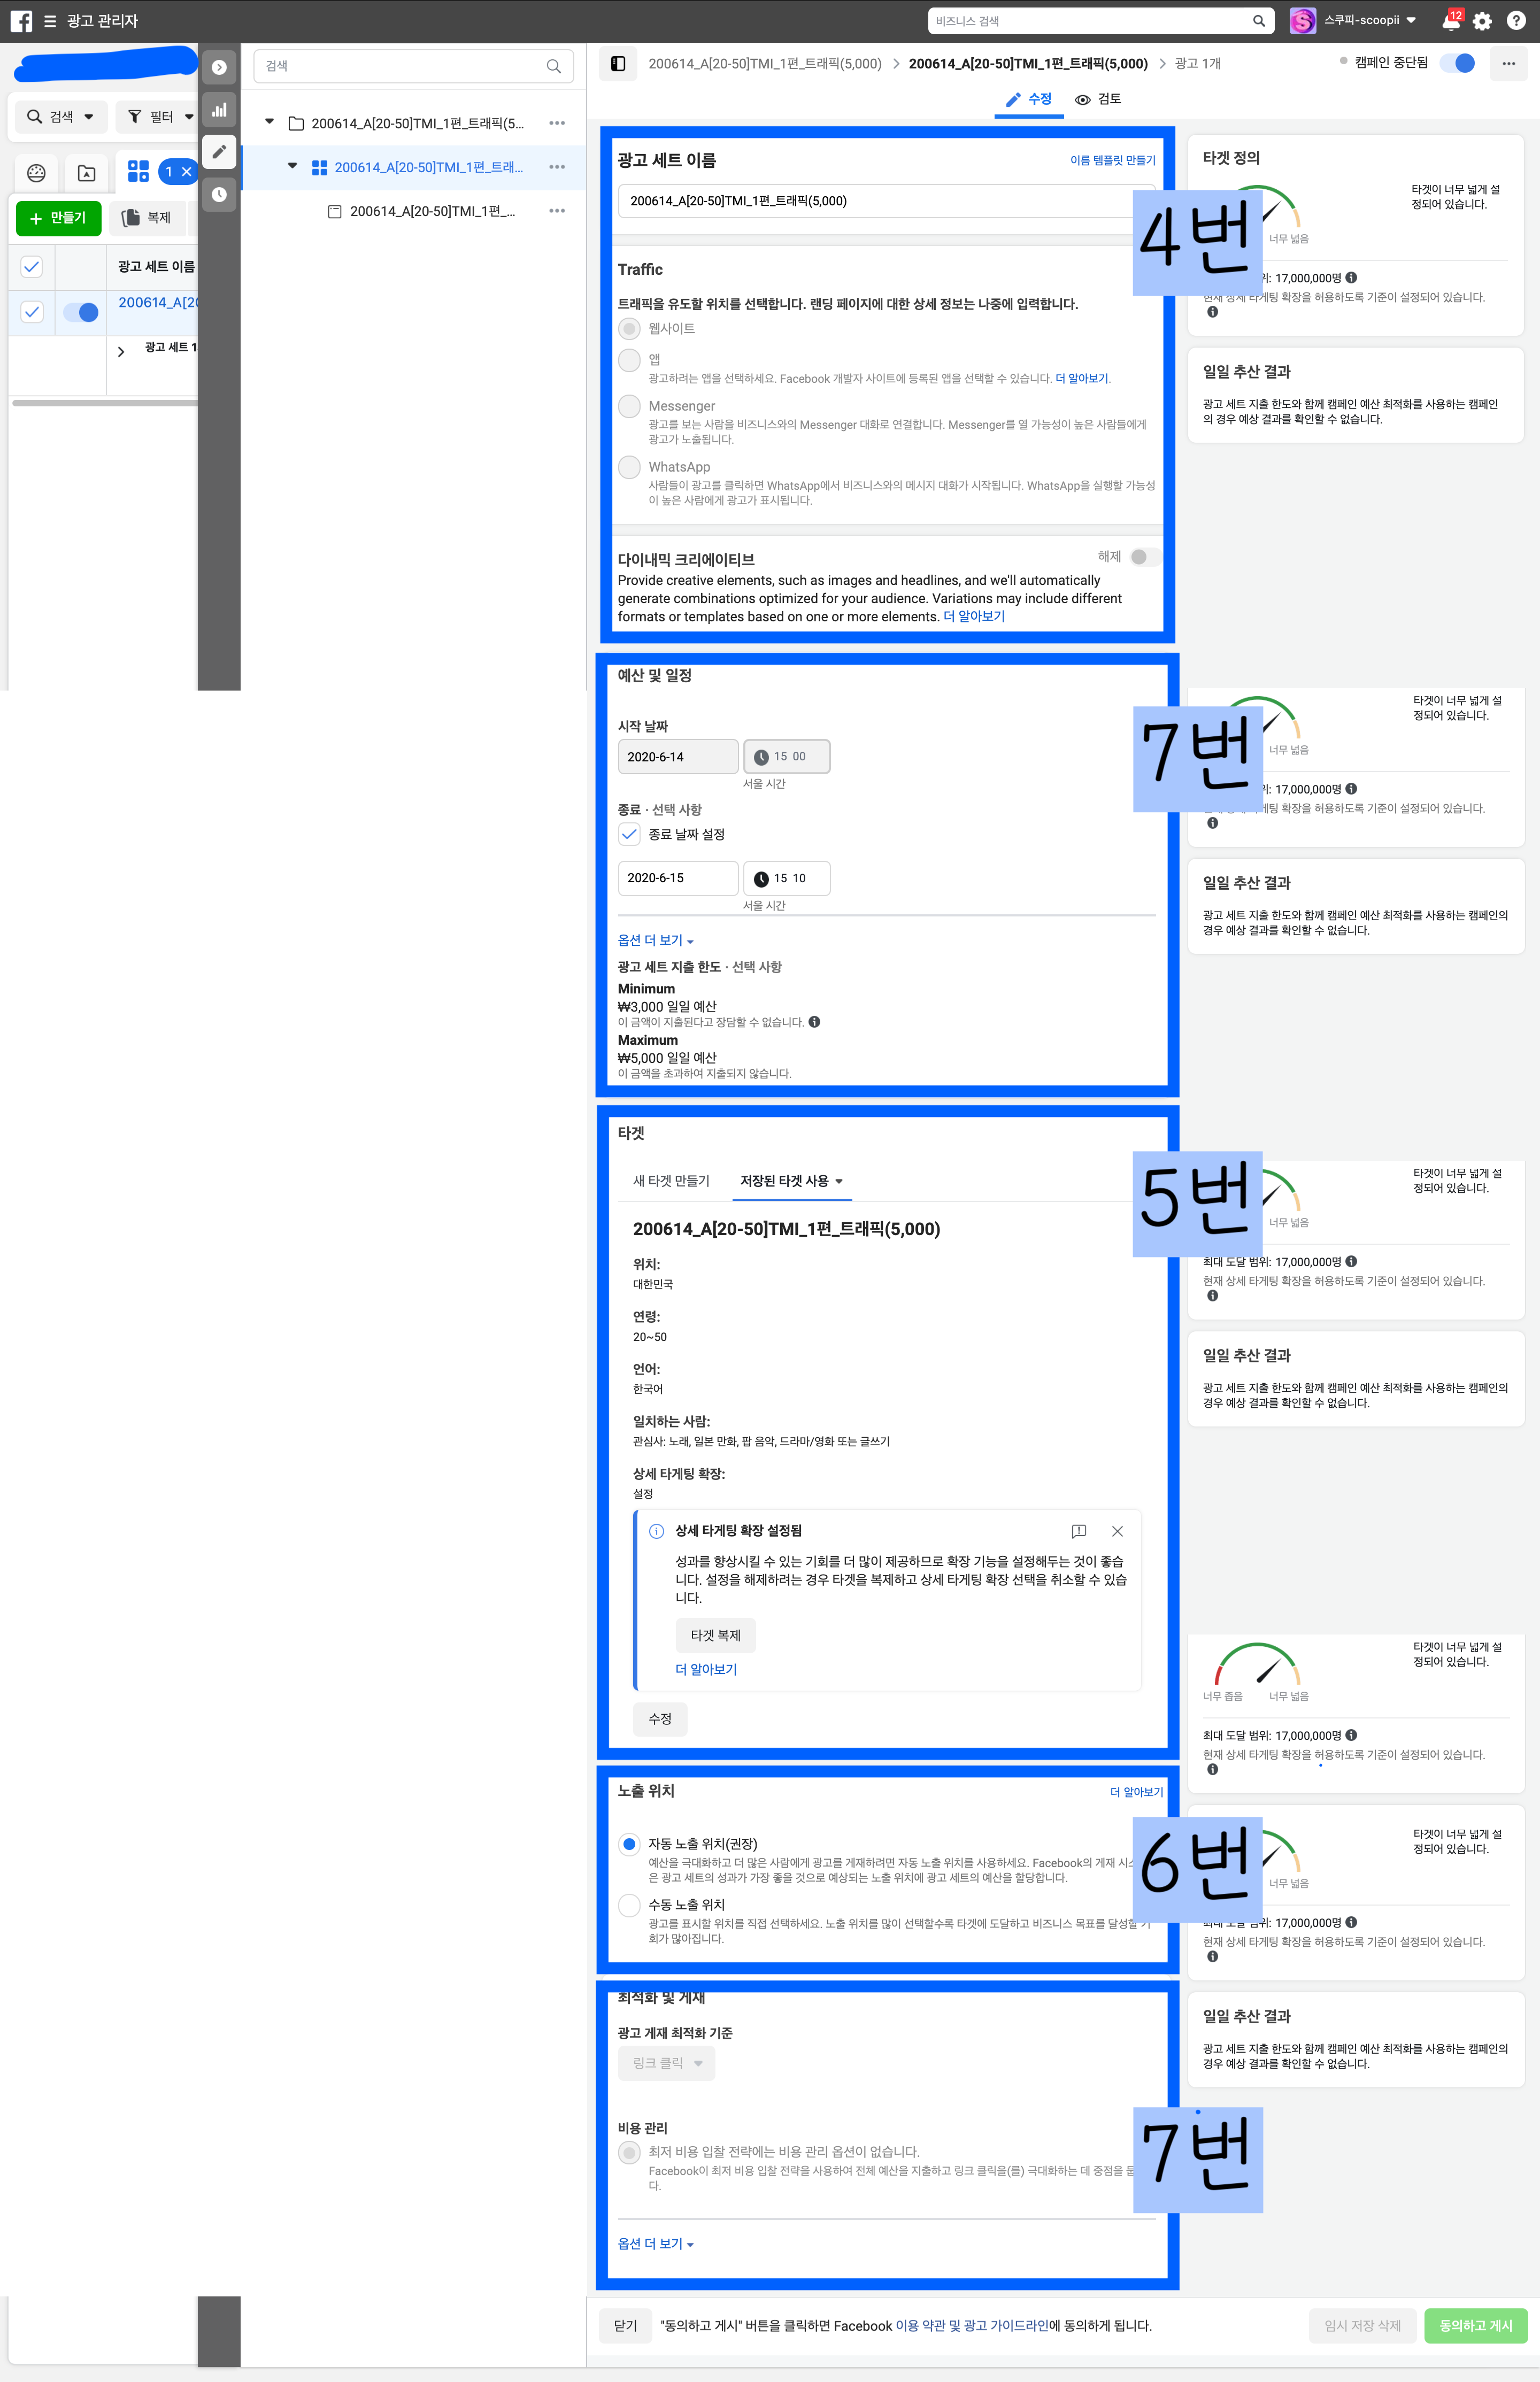 광고 관리자
비즈니스 검색
스쿠피-scoopii
12
검색
필터
1
만들기
복제
광고 세트 이름
200614_A[20
광고 세트 1
검색
200614_A[20-50]TMI_1편_트래픽(5...
200614_A[20-50]TMI_1편_트래...
200614_A[20-50]TMI_1편_...
200614_A[20-50]TMI_1편_트래픽(5,000)
200614_A[20-50]TMI_1편_트래픽(5,000)
광고 1개
캠페인 중단됨
수정
검토
광고 세트 이름
이름 템플릿 만들기
200614_A[20-50]TMI_1편_트래픽(5,000)
4번
Traffic
트래픽을 유도할 위치를 선택합니다. 랜딩 페이지에 대한 상세 정보는 나중에 입력합니다.
웹사이트
앱
광고하려는 앱을 선택하세요. Facebook 개발자 사이트에 등록된 앱을 선택할 수 있습니다. 더 알아보기.
Messenger
광고를 보는 사람을 비즈니스와의 Messenger 대화로 연결합니다. Messenger를 열 가능성이 높은 사람들에게
광고가 노출됩니다.
WhatsApp
사람들이 광고를 클릭하면 WhatsApp에서 비즈니스와의 메시지 대화가 시작됩니다. WhatsApp을 실행할 가능성
이 높은 사람에게 광고가 표시됩니다.
다이내믹 크리에이티브
해제
Provide creative elements, such as images and headlines, and we'll automatically
generate combinations optimized for your audience. Variations may include different
formats or templates based on one or more elements. 더 알아보기
타겟 정의
타겟이 너무 넓게 설
정되어 있습니다.
너무 넓음
위: 17,000,000명
현재 상세 타게팅 확장을 허용하도록 기준이 설정되어 있습니다.
일일 추산 결과
광고 세트 지출 한도와 함께 캠페인 예산 최적화를 사용하는 캠페인
의 경우 예상 결과를 확인할 수 없습니다.
예산 및 일정
시작 날짜
2020-6-14
15 00
서울 시간
종료 · 선택 사항
종료 날짜 설정
2020-6-15
15 10
서울 시간
옵션 더 보기
광고 세트 지출 한도 · 선택 사항
Minimum
₩3,000 일일 예산
이 금액이 지출된다고 장담할 수 없습니다.
Maximum
₩5,000 일일 예산
이 금액을 초과하여 지출되지 않습니다.
7번
타겟이 너무 넓게 설
정되어 있습니다.
너무 넓음
위: 17,000,000명
현재 상세 타게팅 확장을 허용하도록 기준이 설정되어 있습니다.
일일 추산 결과
광고 세트 지출 한도와 함께 캠페인 예산 최적화를 사용하는 캠페인의
경우 예상 결과를 확인할 수 없습니다.
타겟
새 타겟 만들기
저장된 타겟 사용
200614_A[20-50]TMI_1편_트래픽(5,000)
위치:
대한민국
연령:
20~50
언어:
한국어
일치하는 사람:
관심사: 노래, 일본 만화, 팝 음악, 드라마/영화 또는 글쓰기
상세 타게팅 확장:
설정
상세 타게팅 확장 설정됨
성과를 향상시킬 수 있는 기회를 더 많이 제공하므로 확장 기능을 설정해두는 것이 좋습
니다. 설정을 해제하려는 경우 타겟을 복제하고 상세 타게팅 확장 선택을 취소할 수 있습
니다.
타겟 복제
더 알아보기
수정
5번
타겟이 너무 넓게 설
정되어 있습니다.
너무 넓음
최대 도달 범위: 17,000,000명
현재 상세 타게팅 확장을 허용하도록 기준이 설정되어 있습니다.
일일 추산 결과
광고 세트 지출 한도와 함께 캠페인 예산 최적화를 사용하는 캠페인의
경우 예상 결과를 확인할 수 없습니다.
타겟이 너무 넓게 설
정되어 있습니다.
너무 좁음
너무 넓음
최대 도달 범위: 17,000,000명
현재 상세 타게팅 확장을 허용하도록 기준이 설정되어 있습니다.
노출 위치
더 알아보기
자동 노출 위치(권장)
예산을 극대화하고 더 많은 사람에게 광고를 게재하려면 자동 노출 위치를 사용하세요. Facebook의 게재 시스
은 광고 세트의 성과가 가장 좋을 것으로 예상되는 노출 위치에 광고 세트의 예산을 할당합니다.
수동 노출 위치
광고를 표시할 위치를 직접 선택하세요. 노출 위치를 많이 선택할수록 타겟에 도달하고 비즈니스 목표를 달성할 기
회가 많아집니다.
6번
타겟이 너무 넓게 설
정되어 있습니다.
너무 넓음
최대 도달 범위: 17,000,000명
현재 상세 타게팅 확장을 허용하도록 기준이 설정되어 있습니다.
일일 추산 결과
광고 세트 지출 한도와 함께 캠페인 예산 최적화를 사용하는 캠페인의
경우 예상 결과를 확인할 수 없습니다.
최적화 및 게재
광고 게재 최적화 기준
링크 클릭
비용 관리
최저 비용 입찰 전략에는 비용 관리 옵션이 없습니다.
Facebook이 최저 비용 입찰 전략을 사용하여 전체 예산을 지출하고 링크 클릭을(를) 극대화하는 데 중점을 둡
다.
옵션 더 보기
7번
닫기
"동의하고 게시" 버튼을 클릭하면 Facebook 이용 약관 및 광고 가이드라인에 동의하게 됩니다.
임시 저장 삭제
동의하고 게시